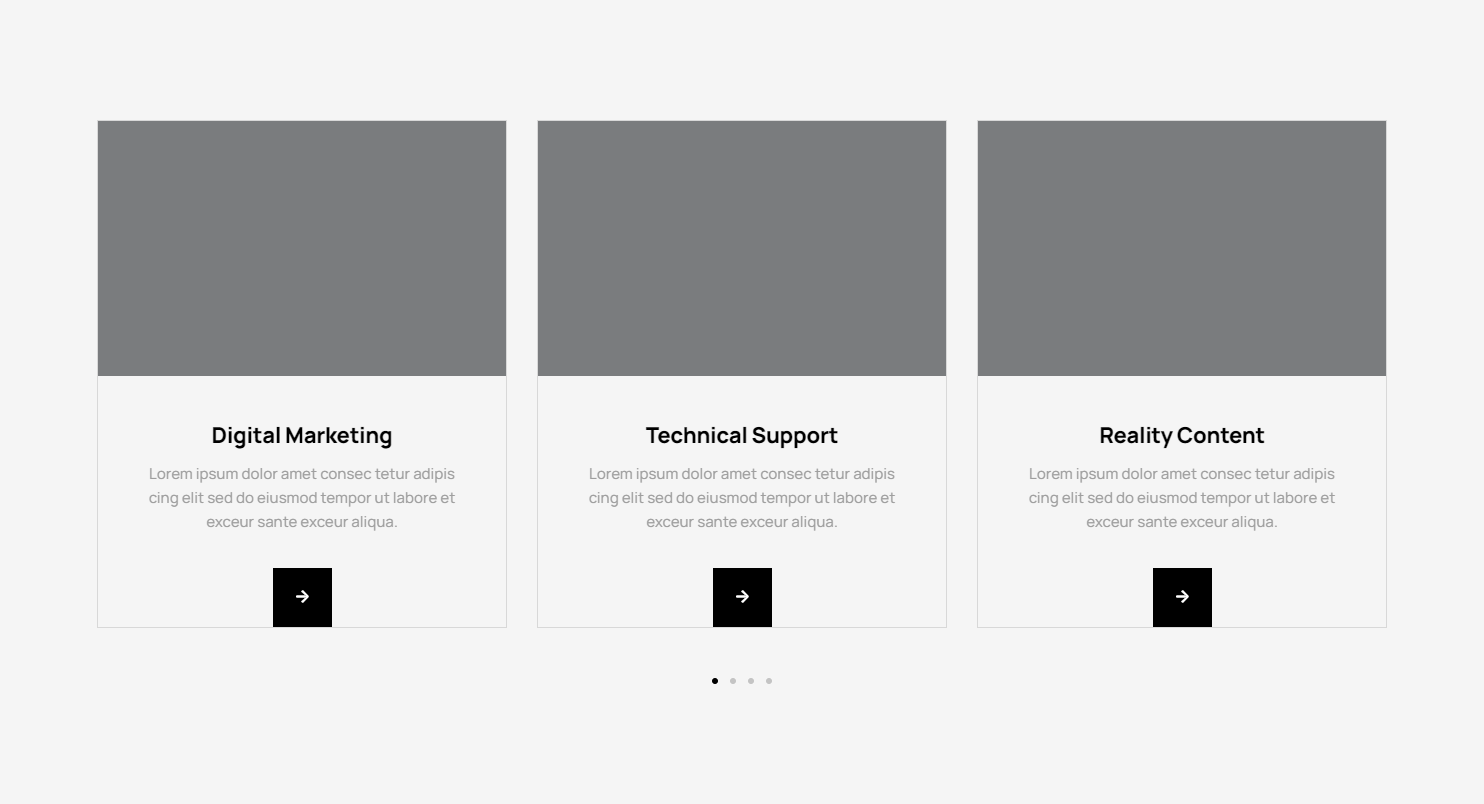 Digital Marketing
Lorem ipsum dolor amet consec tetur adipis
cing elit sed do eiusmod tempor ut labore et
exceur sante exceur aliqua.
Technical Support
Lorem ipsum dolor amet consec tetur adipis
cing elit sed do eiusmod tempor ut labore et
exceur sante exceur aliqua.
Reality Content
Lorem ipsum dolor amet consec tetur adipis
cing elit sed do eiusmod tempor ut labore et
exceur sante exceur aliqua.